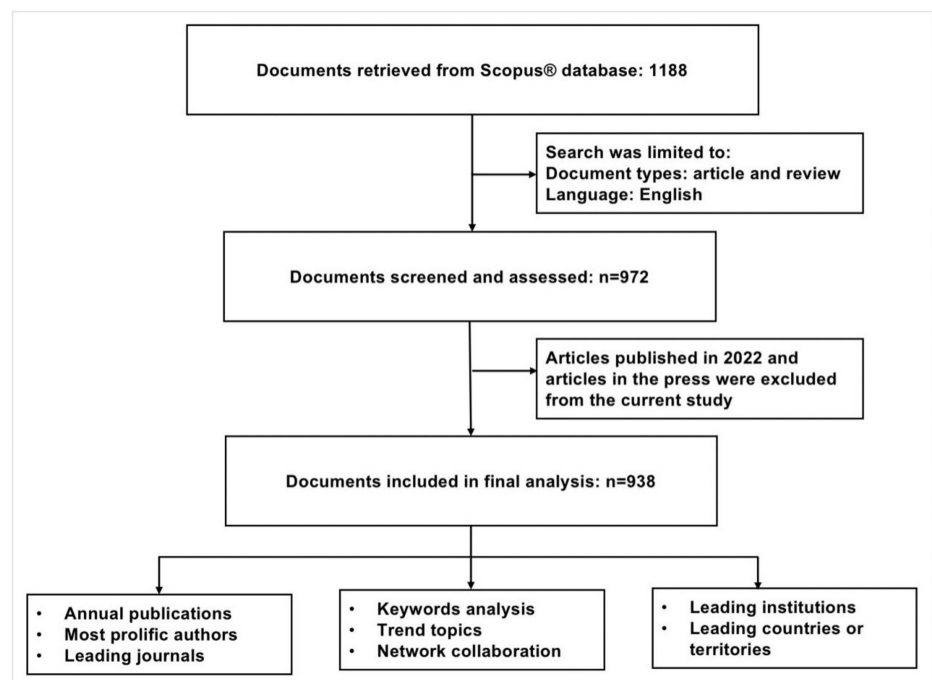 Documents retrieved from Scopus® database: 1188
Search was limited to:
Document types: article and review
Language: English
Documents screened and assessed: n=972
Articles published in 2022 and
articles in the press were excluded
from the current study
Documents included in final analysis: n=938
• Annual publications
• Most prolific authors
• Leading journals
• Keywords analysis
• Trend topics
• Network collaboration
• Leading institutions
• Leading countries or
territories